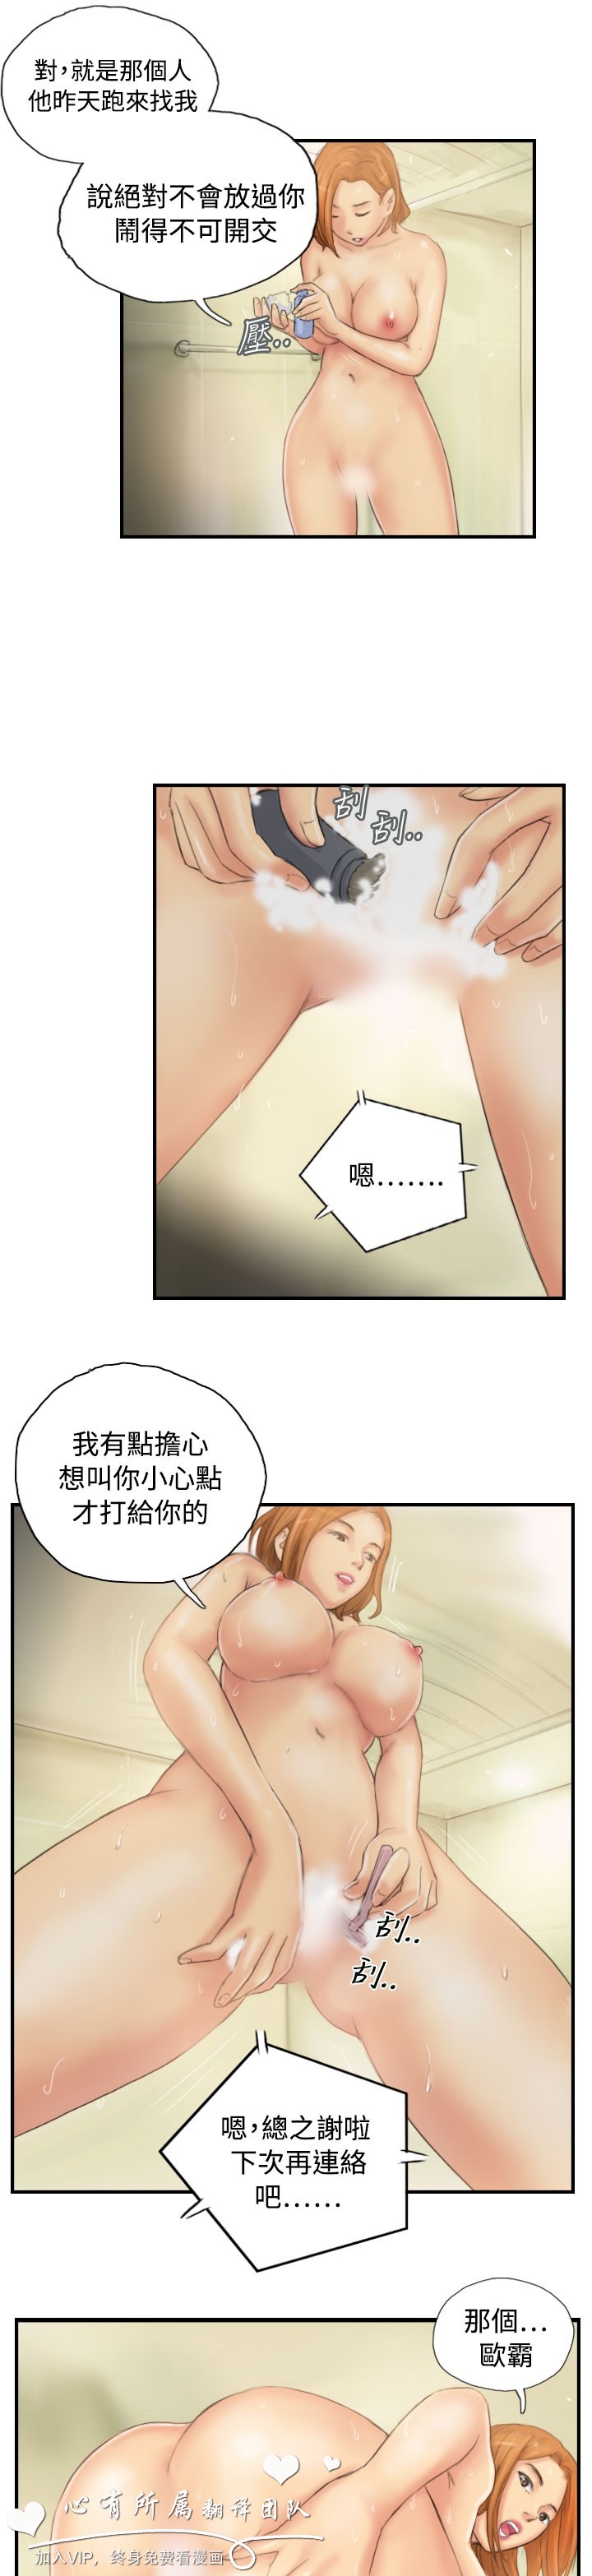 對，就是那個人
他昨天跑來找我
說絕對不會放過你
鬧得不可開交
壓..
刮
刮..
嗯.......
我有點擔心
想叫你小心點
才打給你的
刮..
刮..
嗯，總之謝啦
下次再連絡
吧......
那個...
歐霸
心有所属翻译团队
加入VIP，终身免费看漫画